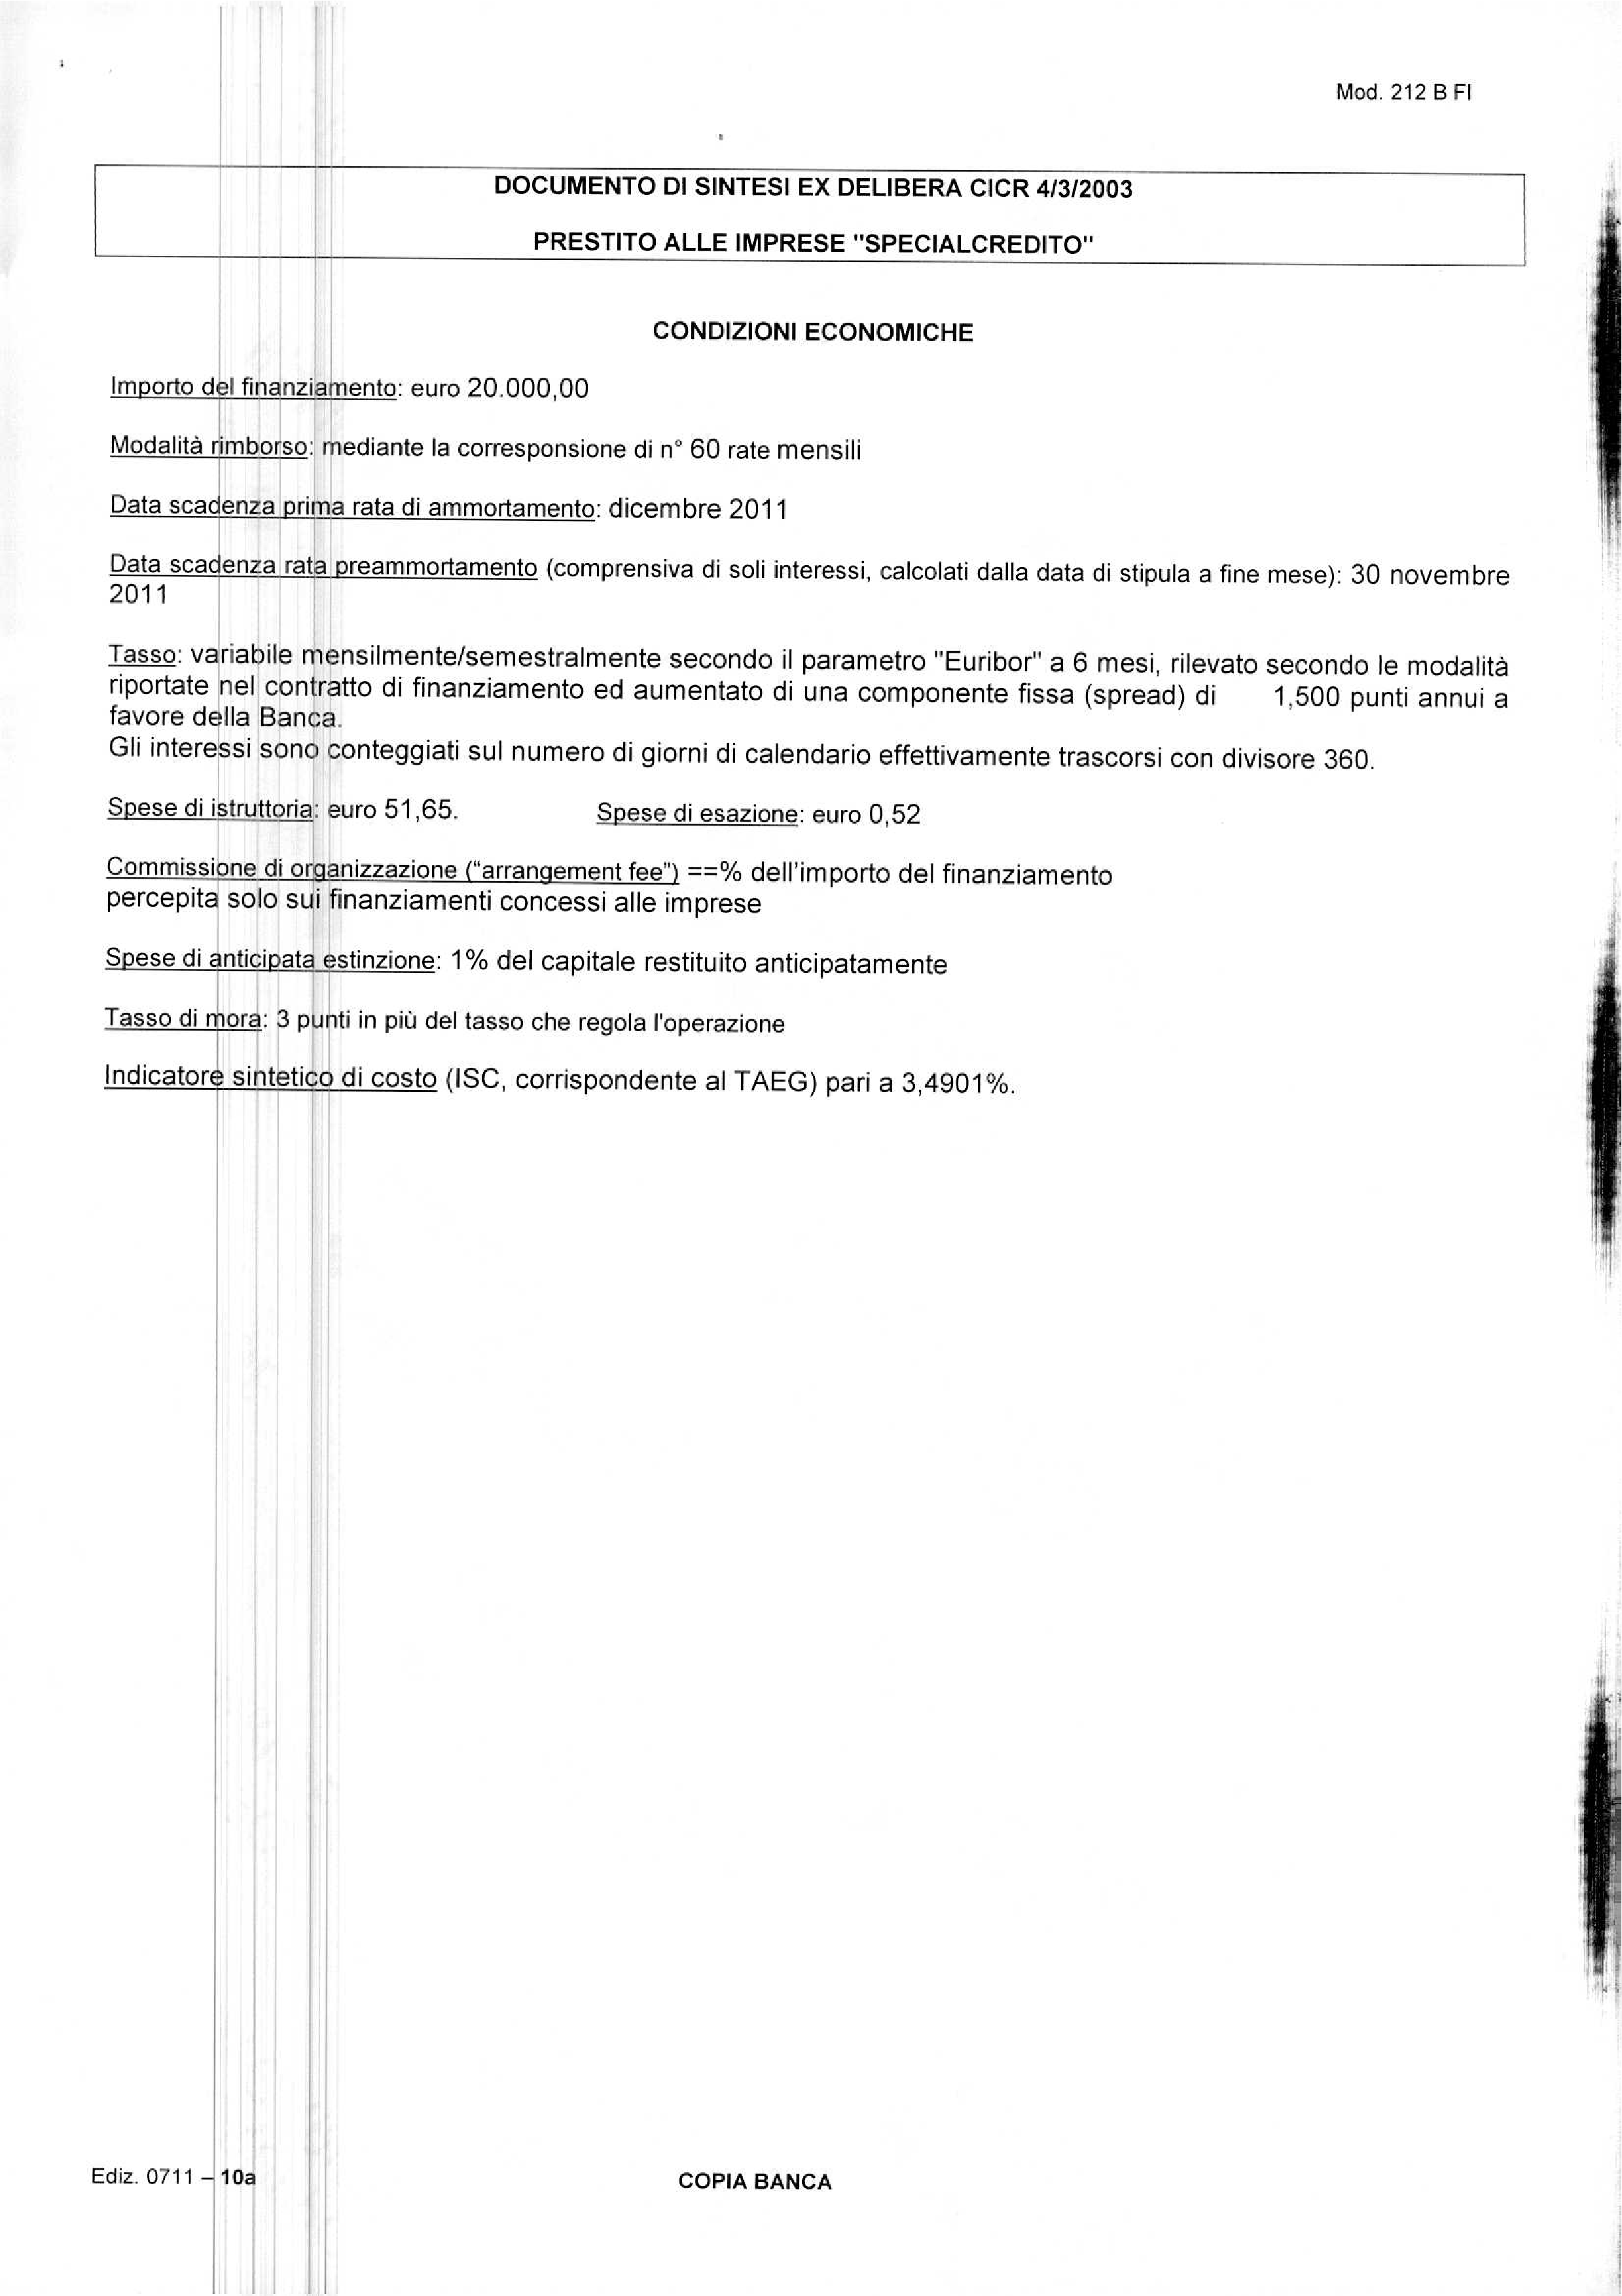 Mod. 212 B FI
DOCUMENTO DI SINTESI EX DELIBERA CICR 4/3/2003
PRESTITO ALLE IMPRESE "SPECIALCREDITO"
CONDIZIONI ECONOMICHE
Importo del finanziamento: euro 20.000,00
Modalità rimborso: mediante la corresponsione di n° 60 rate mensili
Data scadenza prima rata di ammortamento: dicembre 2011
Data scadenza rata preammortamento (comprensiva di soli interessi, calcolati dalla data di stipula a fine mese): 30 novembre
2011
Tasso: variabile mensilmente/semestralmente secondo il parametro "Euribor" a 6 mesi, rilevato secondo le modalità
riportate nel contratto di finanziamento ed aumentato di una componente fissa (spread) di 1,500 punti annui a
favore della Banca.
Gli interessi sono conteggiati sul numero di giorni di calendario effettivamente trascorsi con divisore 360.
Spese di istruttoria: euro 51,65. Spese di esazione: euro 0,52
Commissione di organizzazione ("arrangement fee") ==% dell'importo del finanziamento
percepita solo sui finanziamenti concessi alle imprese
Spese di anticipata estinzione: 1% del capitale restituito anticipatamente
Tasso di mora: 3 punti in più del tasso che regola l'operazione
Indicatore sintetico di costo (ISC, corrispondente al TAEG) pari a 3,4901%.
Ediz. 0711 – 10a COPIA BANCA